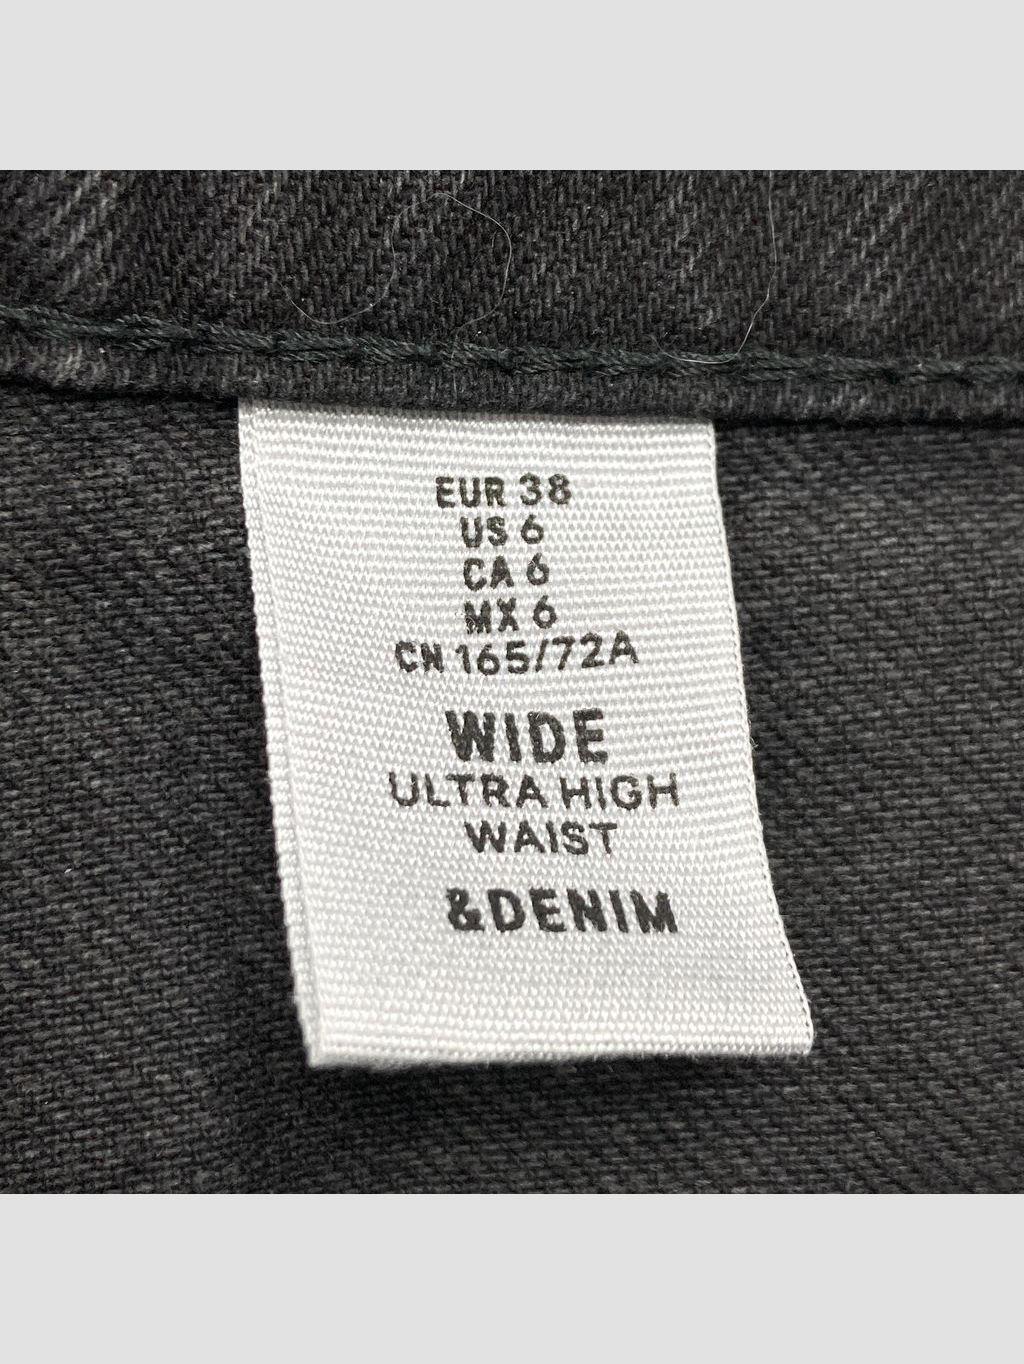 EUR 38
US 6
CA 6
MX 6
CN 165/72A
WIDE
ULTRA HIGH
WAIST
&DENIM